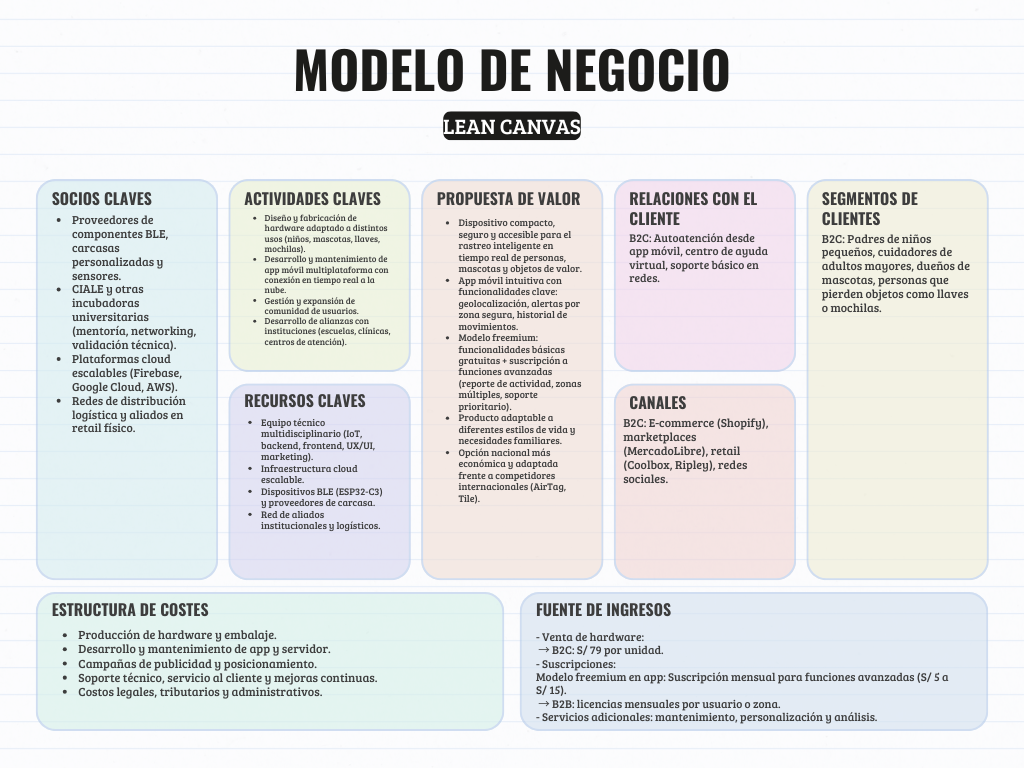 MODELO DE NEGOCIO
LEAN CANVAS
SOCIOS CLAVES
• Proveedores de
componentes BLE,
carcasas
personalizadas y
sensores.
• CIALE y otras
incubadoras
universitarias
(mentoría, networking,
validación técnica).
• Plataformas cloud
escalables (Firebase,
Google Cloud, AWS).
• Redes de distribución
logística y aliados en
retail físico.
ACTIVIDADES CLAVES
• Diseño y fabricación de
hardware adaptado a distintos
usos (niños, mascotas, llaves,
mochilas).
• Desarrollo y mantenimiento de
app móvil multiplataforma con
conexión en tiempo real a la
nube.
• Gestión y expansión de
comunidad de usuarios.
• Desarrollo de alianzas con
instituciones (escuelas, clínicas,
centros de atención).
RECURSOS CLAVES
• Equipo técnico
multidisciplinario (IoT,
backend, frontend, UX/UI,
marketing).
• Infraestructura cloud
escalable.
• Dispositivos BLE (ESP32-C3)
y proveedores de carcasa.
• Red de aliados
institucionales y logísticos.
PROPUESTA DE VALOR
• Dispositivo compacto,
seguro y accesible para el
rastreo inteligente en
tiempo real de personas,
mascotas y objetos de valor.
• App móvil intuitiva con
funcionalidades clave:
geolocalización, alertas por
zona segura, historial de
movimientos.
• Modelo freemium:
funcionalidades básicas
gratuitas + suscripción a
funciones avanzadas
(reporte de actividad, zonas
múltiples, soporte
prioritario).
• Producto adaptable a
diferentes estilos de vida y
necesidades familiares.
• Opción nacional más
económica y adaptada
frente a competidores
internacionales (AirTag,
Tile).
RELACIONES CON EL
CLIENTE
B2C: Autoatención desde
app móvil, centro de ayuda
virtual, soporte básico en
redes.
CANALES
B2C: E-commerce (Shopify),
marketplaces
(MercadoLibre), retail
(Coolbox, Ripley), redes
sociales.
SEGMENTOS DE
CLIENTES
B2C: Padres de niños
pequeños, cuidadores de
adultos mayores, dueños de
mascotas, personas que
pierden objetos como llaves
o mochilas.
ESTRUCTURA DE COSTES
• Producción de hardware y embalaje.
• Desarrollo y mantenimiento de app y servidor.
• Campañas de publicidad y posicionamiento.
• Soporte técnico, servicio al cliente y mejoras continuas.
• Costos legales, tributarios y administrativos.
FUENTE DE INGRESOS
- Venta de hardware:
→ B2C: S/ 79 por unidad.
- Suscripciones:
Modelo freemium en app: Suscripción mensual para funciones avanzadas (S/ 5 a
S/ 15).
→ B2B: licencias mensuales por usuario o zona.
- Servicios adicionales: mantenimiento, personalización y análisis.